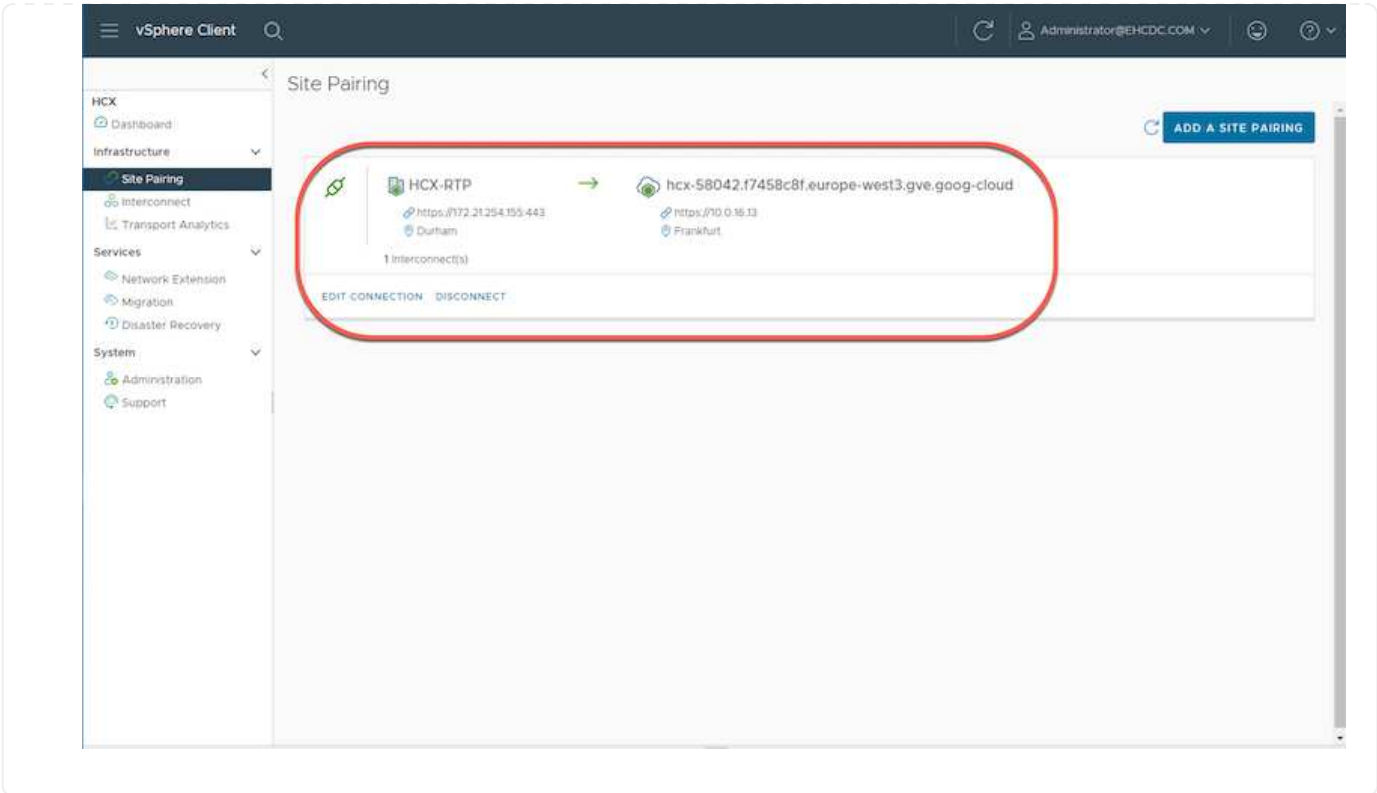 vSphere Client
Administrator@EHCDC.COM
Site Pairing
HCX
Dashboard
Infrastructure
Site Pairing
Interconnect
Transport Analytics
Services
Network Extension
Migration
Disaster Recovery
System
Administration
Support
ADD A SITE PAIRING
HCX-RTP
https://172.21.254.155:443
Durham
1 Interconnect(s)
hcx-58042.f7458c8f.europe-west3.gve.goog-cloud
https://10.0.16.13
Frankfurt
EDIT CONNECTION DISCONNECT